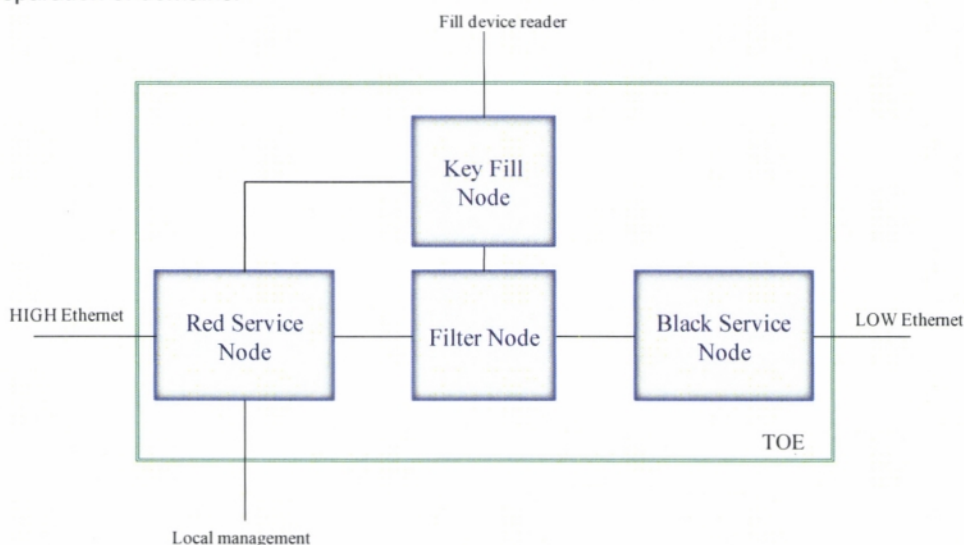 Fill device reader
Key Fill
Node
HIGH Ethernet
Red Service
Node
Filter Node
Black Service
Node
LOW Ethernet
TOE
Local management